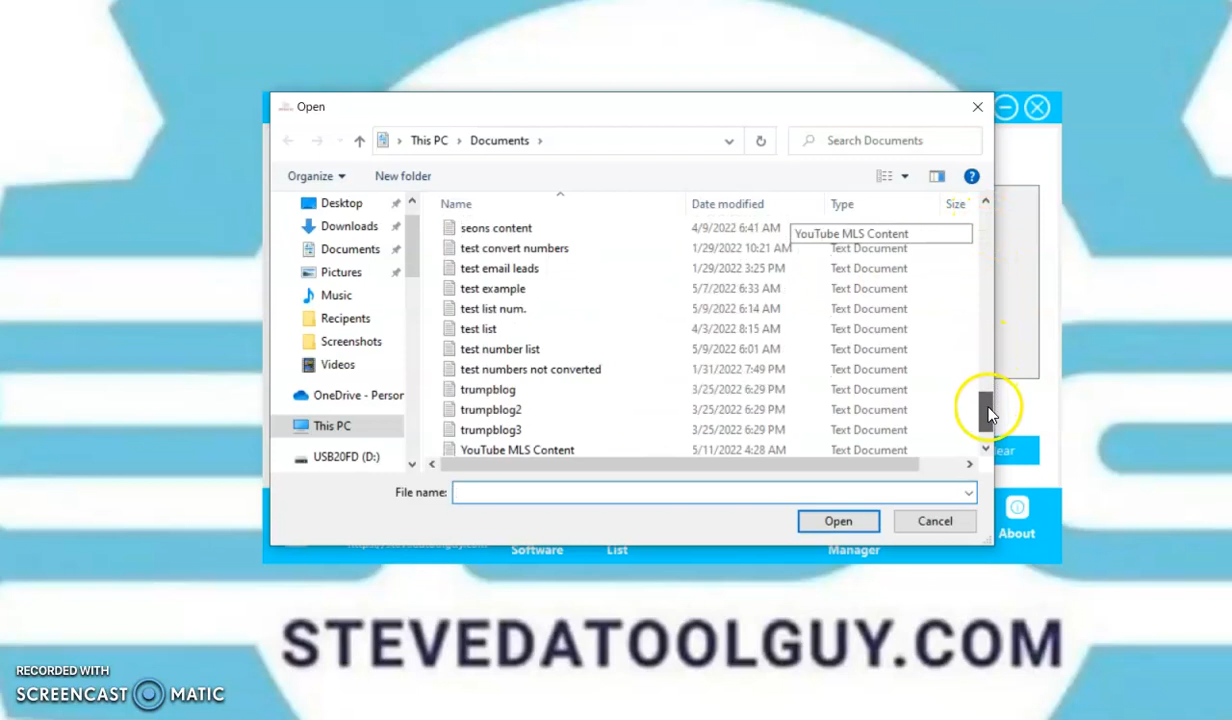 Open
This PC > Documents >
Search Documents
Organize
New folder
Name
Date modified
Type
Size
Desktop
Downloads
Documents
Pictures
Music
Recipents
Screenshots
Videos
OneDrive - Person
This PC
USB20FD (D:)
seons content 4/9/2022 6:41 AM
YouTube MLS Content
test convert numbers 1/29/2022 10:21 AM Text Document
test email leads 1/29/2022 3:25 PM Text Document
test example 5/7/2022 6:33 AM Text Document
test list num. 5/9/2022 6:14 AM Text Document
test list 4/3/2022 8:15 AM Text Document
test number list 5/9/2022 6:01 AM Text Document
test numbers not converted 1/31/2022 7:49 PM Text Document
trumpblog 3/25/2022 6:29 PM Text Document
trumpblog2 3/25/2022 6:29 PM Text Document
trumpblog3 3/25/2022 6:29 PM Text Document
YouTube MLS Content 5/11/2022 4:28 AM Text Document
File name:
Open
Cancel
ear
Software
List
Manager
About
STEVEDATOOLGUY.COM
RECORDED WITH
SCREENCAST MATIC